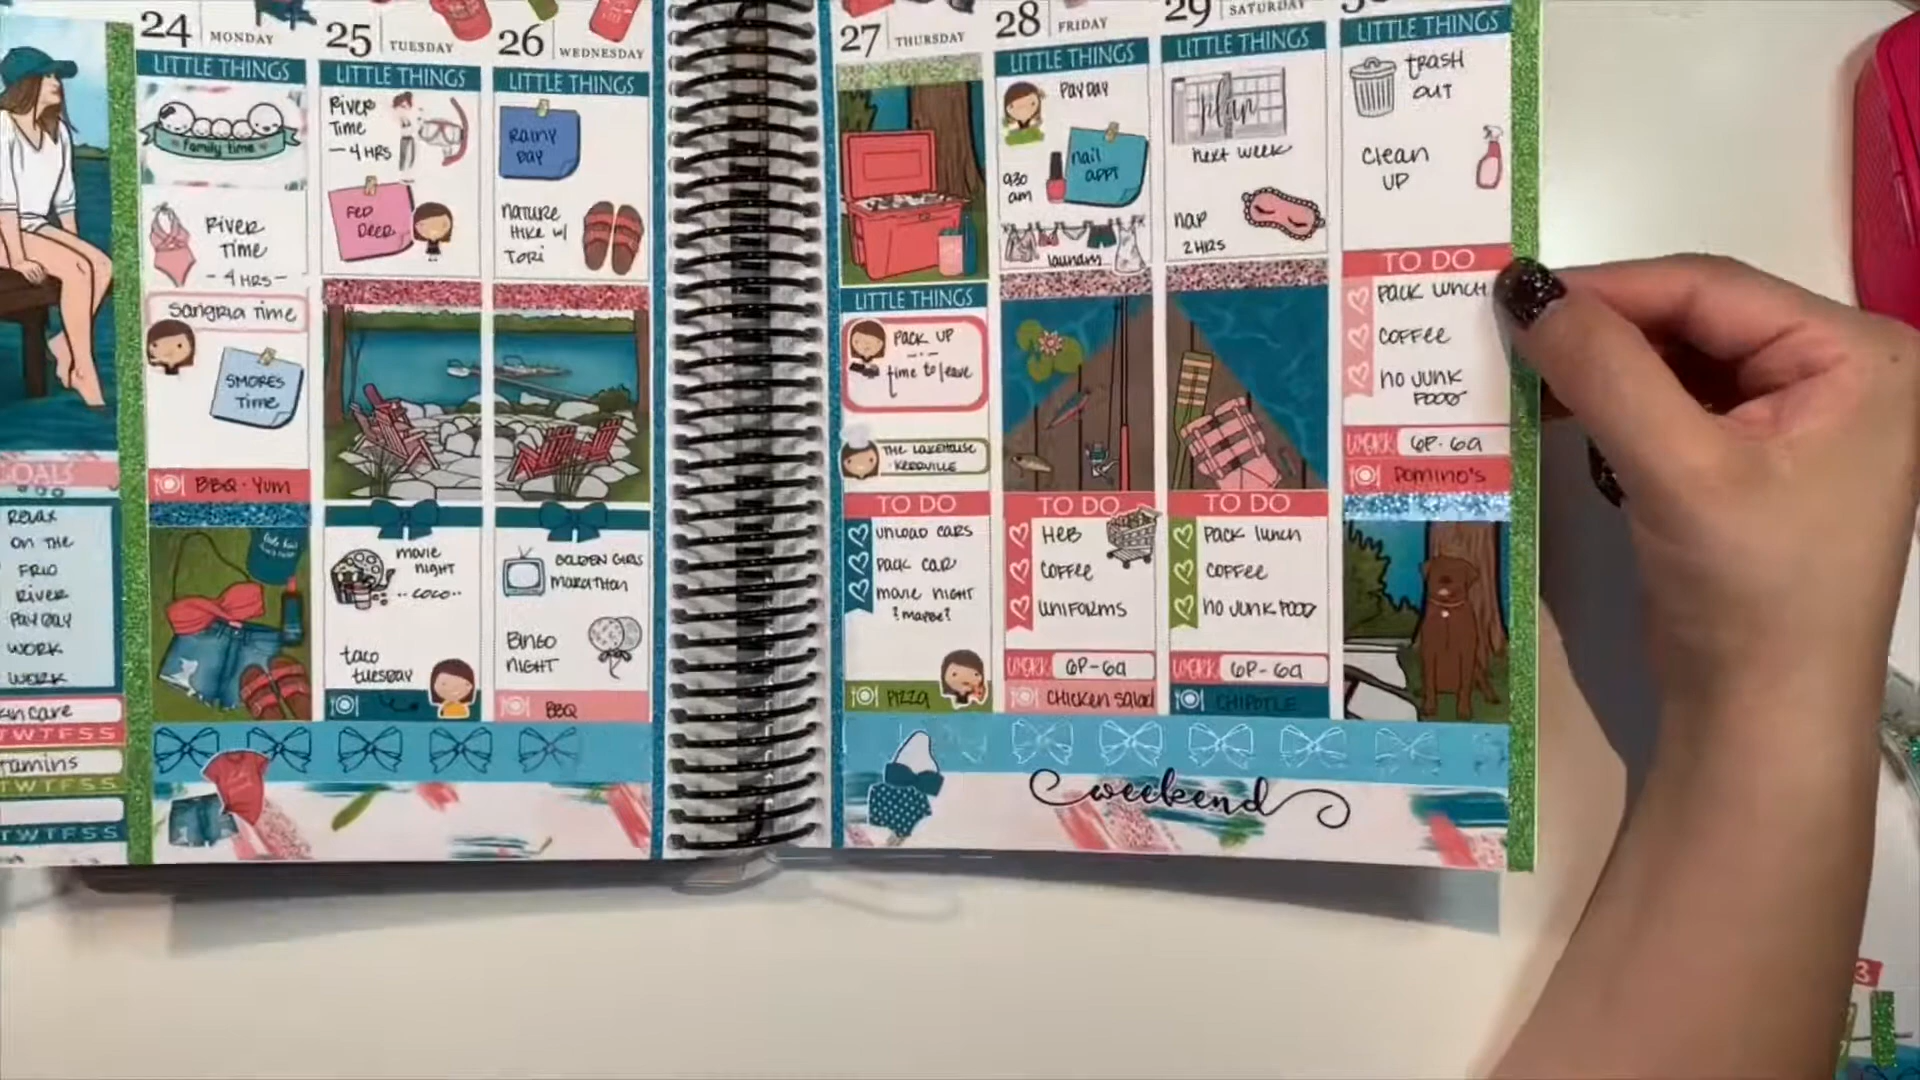 24 MONDAY
LITTLE THINGS
Family time
River
Time
- 4 HRS -
Sangria Time
SMORES
Time
BBQ · Yum
25 TUESDAY
LITTLE THINGS
River
Time
- 4 HRS
Fed
Deer
movie
night
..coco..
taco
tuesday
26 WEDNESDAY
LITTLE THINGS
Rainy
Day
nature
Hike w/
Tori
GOLDEN GIRLS
marathon
Bingo
night
BBQ
GOALS
Relax
on the
Frio
River
Payday
Work
Work
TWTFSS
TWTFSS
TWTFSS
27 THURSDAY
LITTLE THINGS
Pack up
time to leave
The Lakehouse
- Kerrville
TO DO
unload cars
pack car
movie night
? maybe?
Pizza
28 FRIDAY
LITTLE THINGS
Payday
nail
appt
930
am
laundry
TO DO
HEB
Coffee
uniforms
WORK 6P-6a
Chicken Salad
29 SATURDAY
LITTLE THINGS
plan
next week
nap
2 HRS
TO DO
Pack lunch
Coffee
no junk food
WORK 6P-6a
CHIPOTLE
LITTLE THINGS
trash
out
clean
up
TO DO
Pack lunch
Coffee
no junk
food
WORK 6P-6a
Domino's
weekend